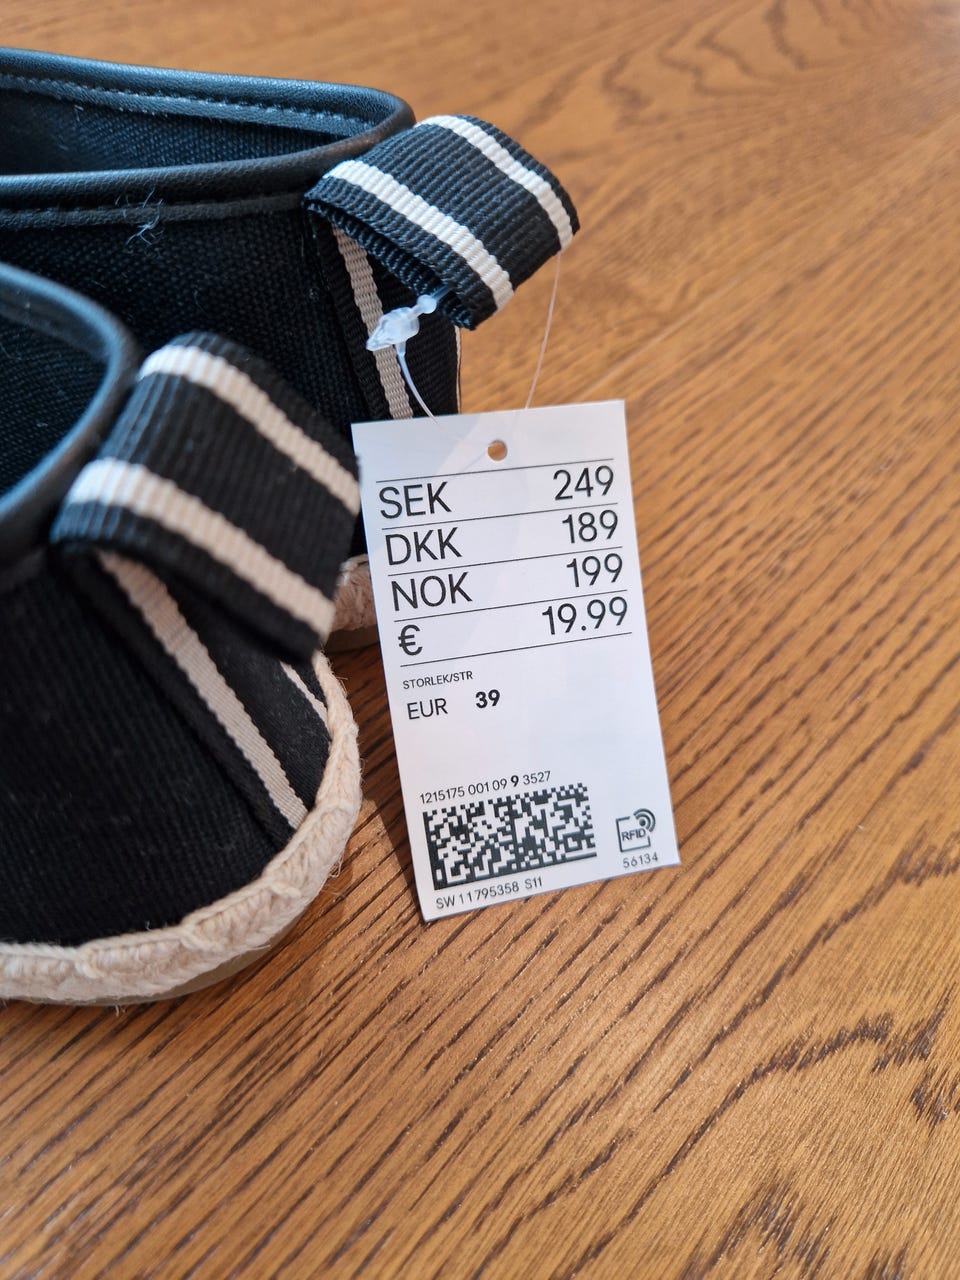 SEK 249
DKK 189
NOK 199
€ 19.99
STORLEK/STR
EUR 39
1215175 001 09 9 3527
RFID
SW 11795358 S11
56134